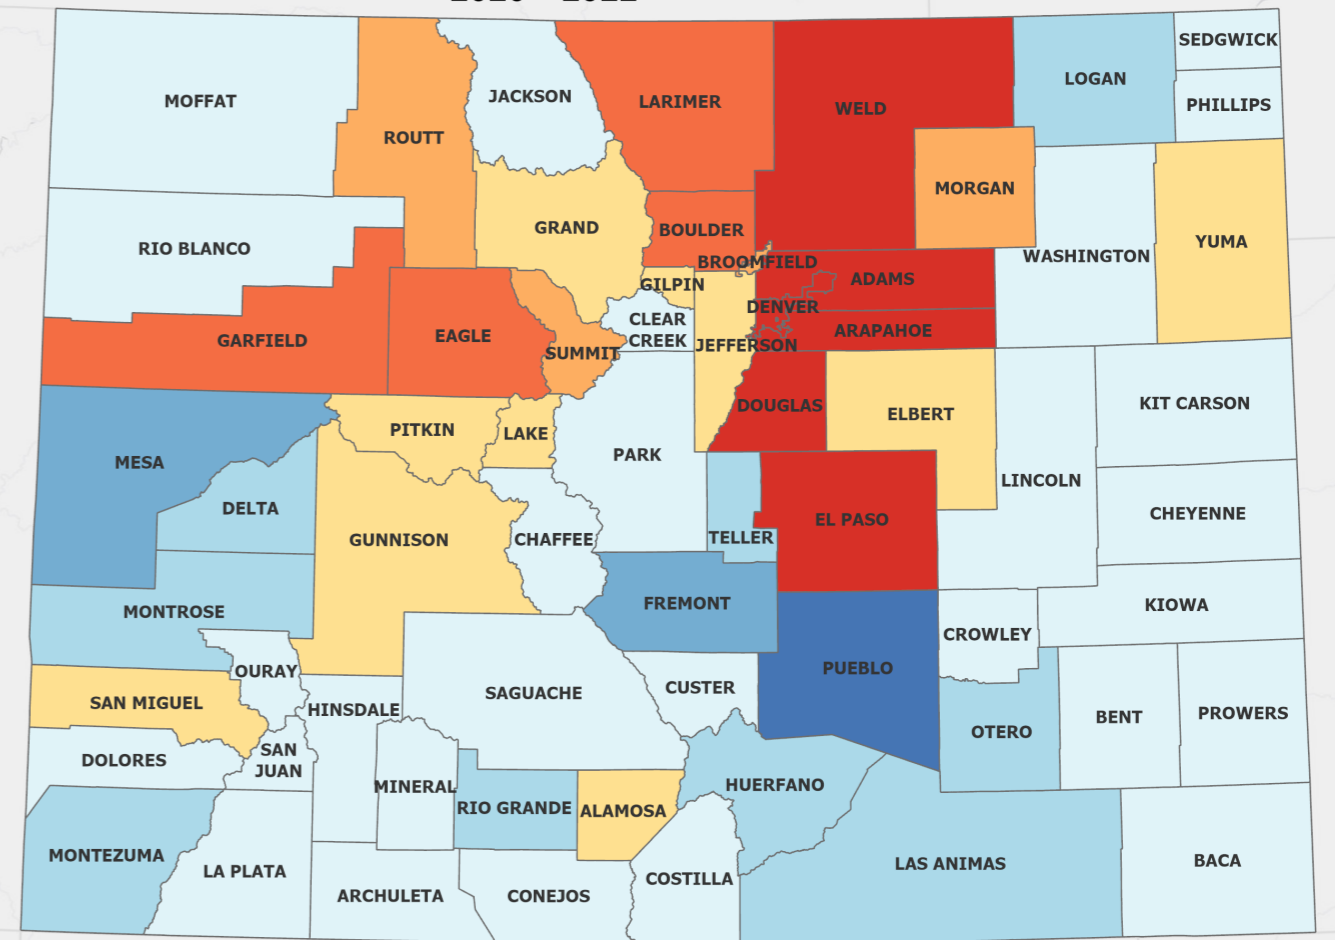 SEDGWICK
LOGAN
MOFFAT
JACKSON
LARIMER
PHILLIPS
WELD
ROUTT
MORGAN
GRAND
BOULDER
YUMA
RIO BLANCO
WASHINGTON
BROOMFIELD
ADAMS
GILPIN
DENVER
CLEAR
CREEK
ARAPAHOE
EAGLE
GARFIELD
JEFFERSON
SUMMIT
KIT CARSON
DOUGLAS
ELBERT
PITKIN
LAKE
PARK
MESA
LINCOLN
DELTA
CHEYENNE
EL PASO
TELLER
GUNNISON
CHAFFEE
FREMONT
KIOWA
MONTROSE
CROWLEY
PUEBLO
OURAY
CUSTER
SAGUACHE
SAN MIGUEL
HINSDALE
PROWERS
BENT
OTERO
SAN
JUAN
DOLORES
MINERAL
HUERFANO
RIO GRANDE
ALAMOSA
MONTEZUMA
BACA
LAS ANIMAS
LA PLATA
COSTILLA
ARCHULETA
CONEJOS